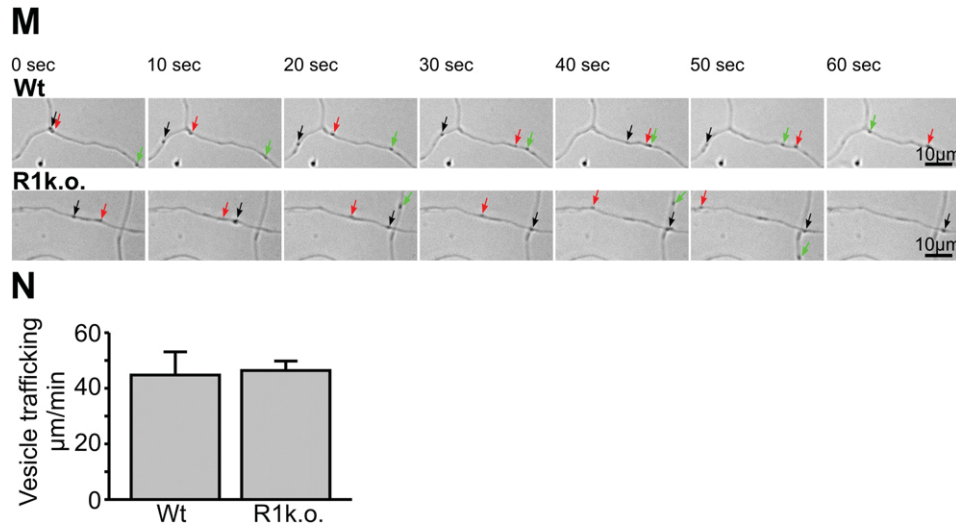 M
0 sec 10 sec 20 sec 30 sec 40 sec 50 sec 60 sec
Wt
10µm
R1k.o.
10µm
N
Vesicle trafficking
µm/min
60
40
20
0
Wt R1k.o.